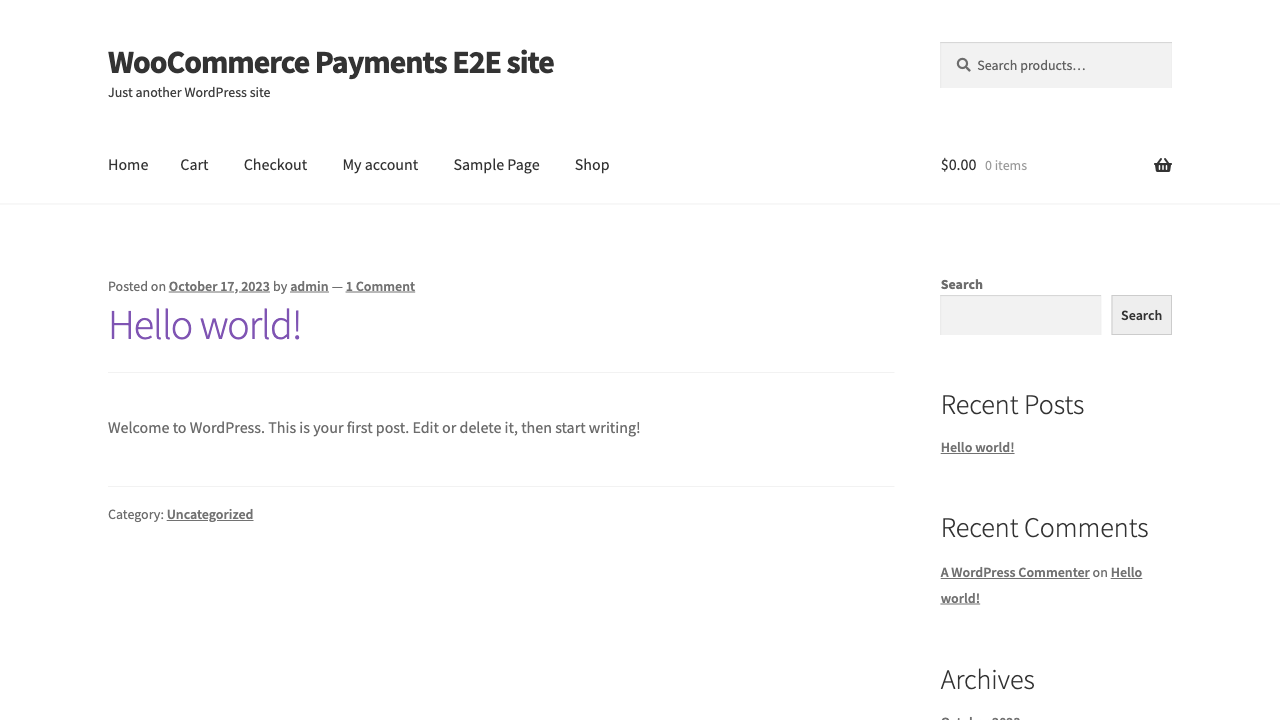 WooCommerce Payments E2E site
Just another WordPress site
Search products…
Home Cart Checkout My account Sample Page Shop
$0.00 0 items
Posted on October 17, 2023 by admin — 1 Comment
Hello world!
Welcome to WordPress. This is your first post. Edit or delete it, then start writing!
Category: Uncategorized
Search
Search
Recent Posts
Hello world!
Recent Comments
A WordPress Commenter on Hello
world!
Archives
October 2023